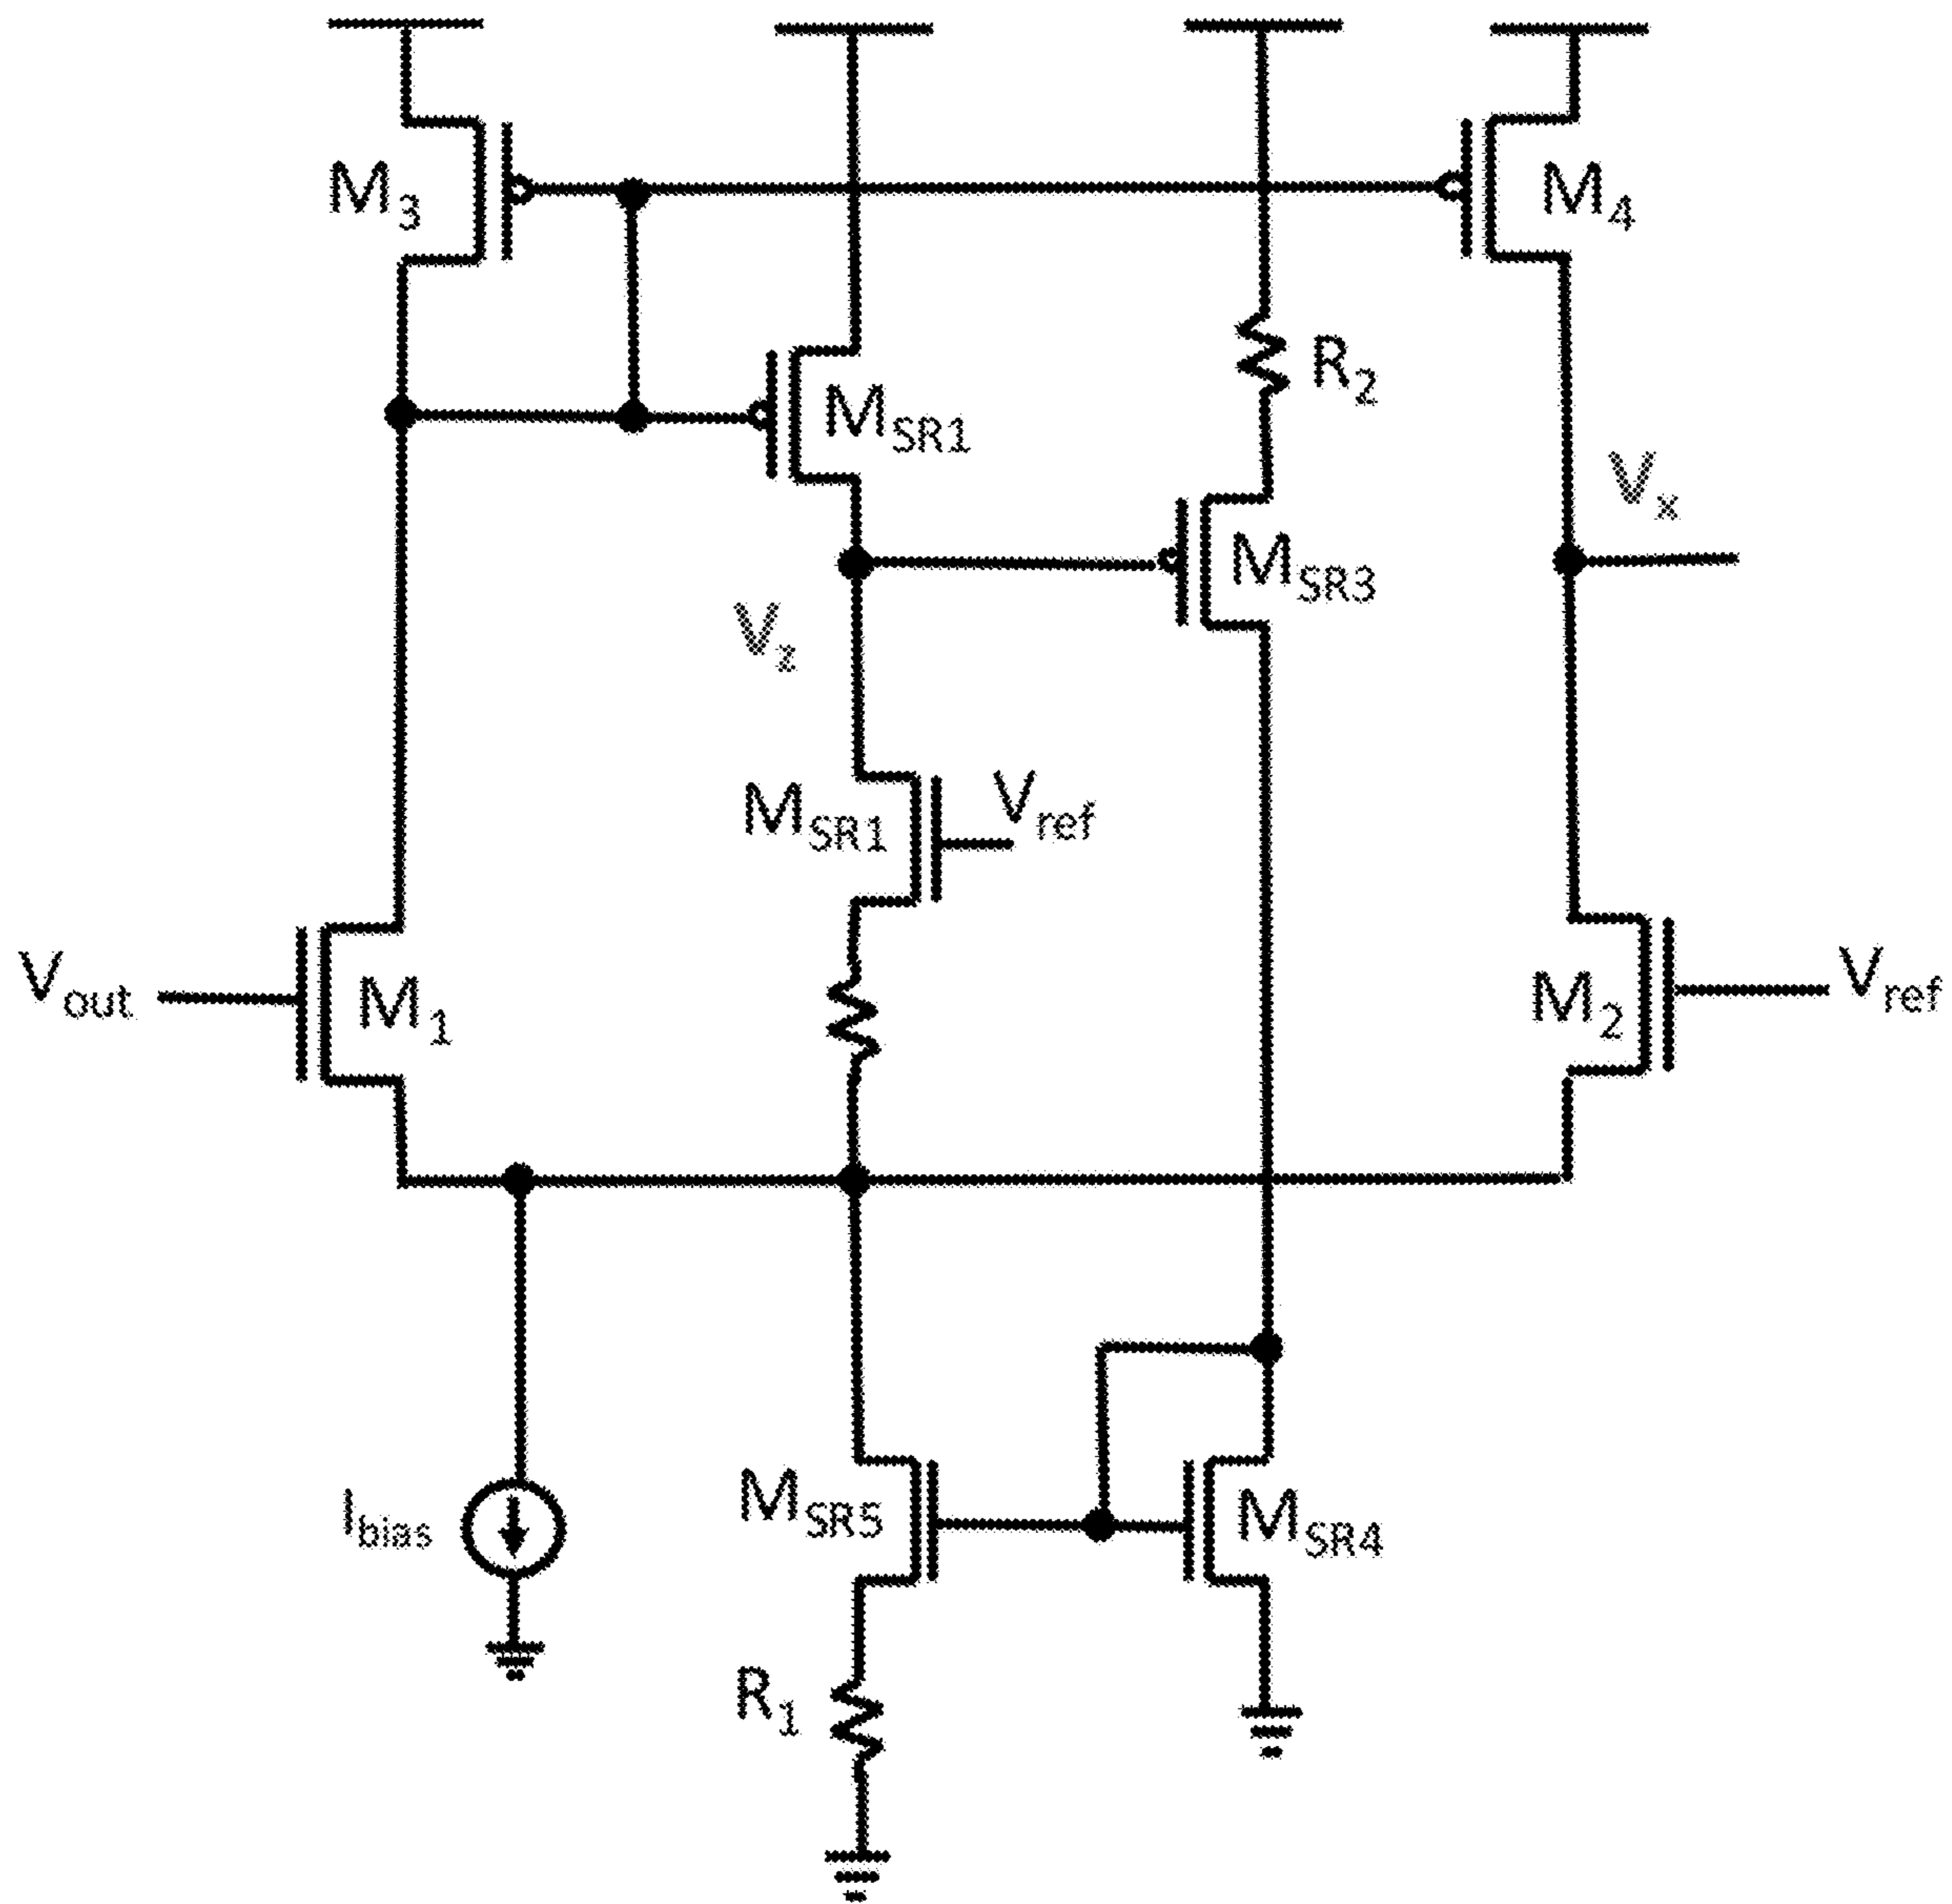 M3
M4
R2
MSR1
Vx
MSR3
Vz
MSR1
Vref
Vout
M1
M2
Vref
Ibias
MSR5
MSR4
R1